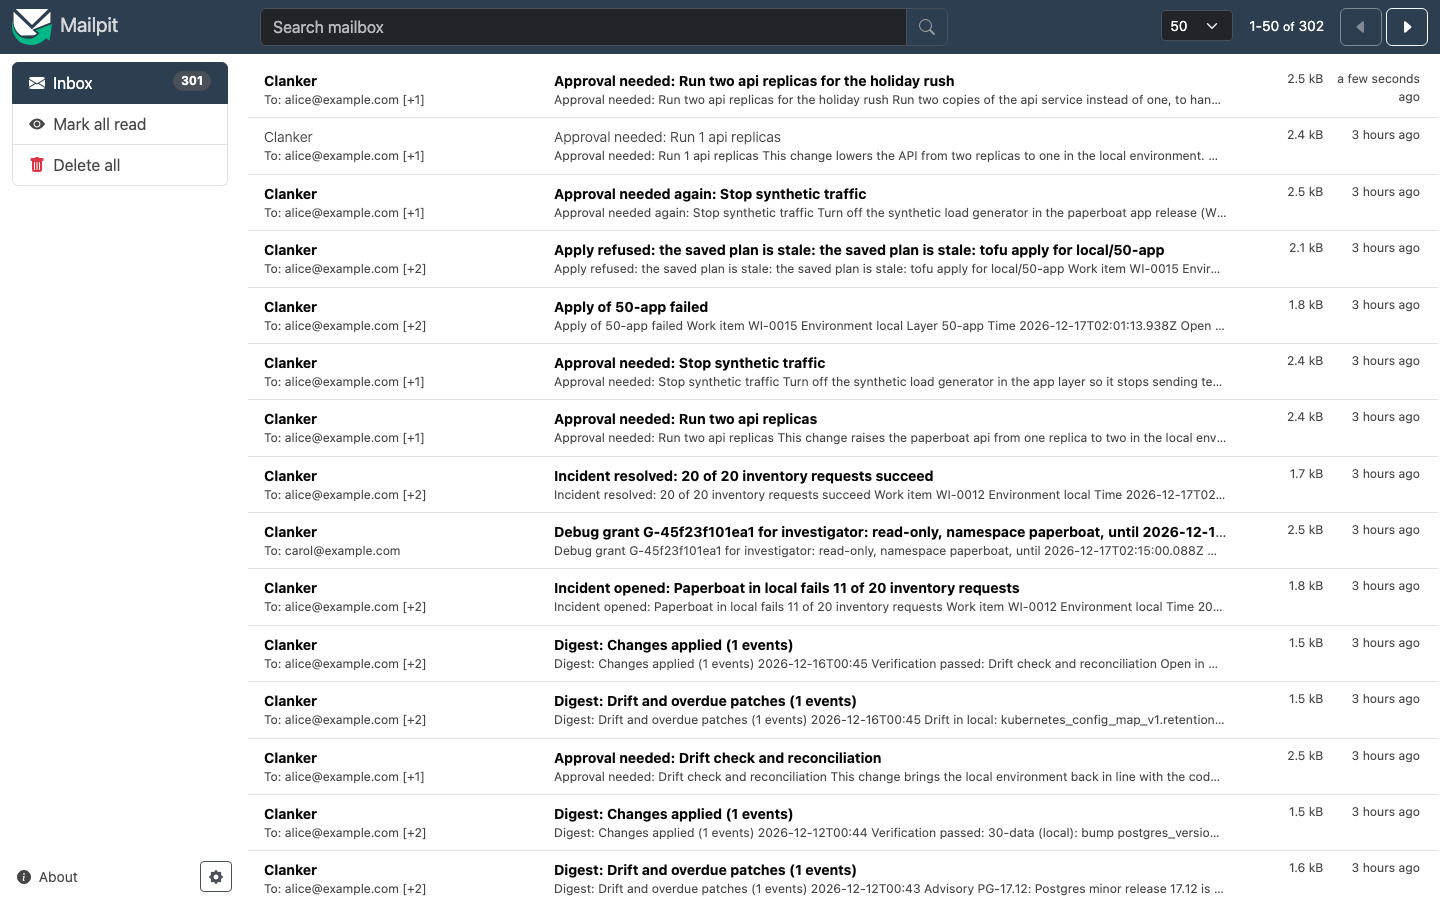 Mailpit
Search mailbox
50
1-50 of 302
Inbox
301
Mark all read
Delete all
Clanker
To: alice@example.com [+1]
Approval needed: Run two api replicas for the holiday rush
Approval needed: Run two api replicas for the holiday rush Run two copies of the api service instead of one, to han...
2.5 kB
a few seconds
ago
Clanker
To: alice@example.com [+1]
Approval needed: Run 1 api replicas
Approval needed: Run 1 api replicas This change lowers the API from two replicas to one in the local environment. ...
2.4 kB
3 hours ago
Clanker
To: alice@example.com [+1]
Approval needed again: Stop synthetic traffic
Approval needed again: Stop synthetic traffic Turn off the synthetic load generator in the paperboat app release (W...
2.5 kB
3 hours ago
Clanker
To: alice@example.com [+2]
Apply refused: the saved plan is stale: the saved plan is stale: tofu apply for local/50-app
Apply refused: the saved plan is stale: the saved plan is stale: tofu apply for local/50-app Work item WI-0015 Envir...
2.1 kB
3 hours ago
Clanker
To: alice@example.com [+2]
Apply of 50-app failed
Apply of 50-app failed Work item WI-0015 Environment local Layer 50-app Time 2026-12-17T02:01:13.938Z Open ...
1.8 kB
3 hours ago
Clanker
To: alice@example.com [+1]
Approval needed: Stop synthetic traffic
Approval needed: Stop synthetic traffic Turn off the synthetic load generator in the app layer so it stops sending te...
2.4 kB
3 hours ago
Clanker
To: alice@example.com [+1]
Approval needed: Run two api replicas
Approval needed: Run two api replicas This change raises the paperboat api from one replica to two in the local env...
2.4 kB
3 hours ago
Clanker
To: alice@example.com [+2]
Incident resolved: 20 of 20 inventory requests succeed
Incident resolved: 20 of 20 inventory requests succeed Work item WI-0012 Environment local Time 2026-12-17T02...
1.7 kB
3 hours ago
Clanker
To: carol@example.com
Debug grant G-45f23f101ea1 for investigator: read-only, namespace paperboat, until 2026-12-1...
Debug grant G-45f23f101ea1 for investigator: read-only, namespace paperboat, until 2026-12-17T02:15:00.088Z ...
2.5 kB
3 hours ago
Clanker
To: alice@example.com [+2]
Incident opened: Paperboat in local fails 11 of 20 inventory requests
Incident opened: Paperboat in local fails 11 of 20 inventory requests Work item WI-0012 Environment local Time 20...
1.8 kB
3 hours ago
Clanker
To: alice@example.com [+2]
Digest: Changes applied (1 events)
Digest: Changes applied (1 events) 2026-12-16T00:45 Verification passed: Drift check and reconciliation Open in ...
1.5 kB
3 hours ago
Clanker
To: alice@example.com [+2]
Digest: Drift and overdue patches (1 events)
Digest: Drift and overdue patches (1 events) 2026-12-16T00:45 Drift in local: kubernetes_config_map_v1.retention...
1.5 kB
3 hours ago
Clanker
To: alice@example.com [+1]
Approval needed: Drift check and reconciliation
Approval needed: Drift check and reconciliation This change brings the local environment back in line with the cod...
2.5 kB
3 hours ago
Clanker
To: alice@example.com [+2]
Digest: Changes applied (1 events)
Digest: Changes applied (1 events) 2026-12-12T00:44 Verification passed: 30-data (local): bump postgres_versio...
1.5 kB
3 hours ago
Clanker
To: alice@example.com [+2]
Digest: Drift and overdue patches (1 events)
Digest: Drift and overdue patches (1 events) 2026-12-12T00:43 Advisory PG-17.12: Postgres minor release 17.12 is ...
1.6 kB
3 hours ago
About